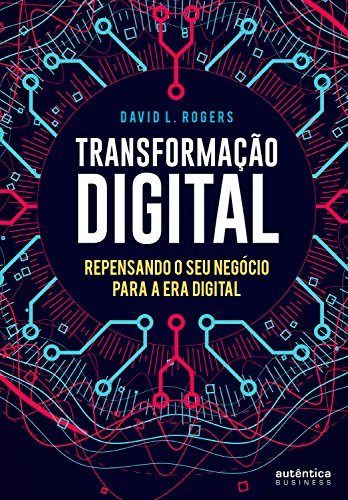 DAVID L. ROGERS
TRANSFORMAÇÃO
DIGITAL
REPENSANDO O SEU NEGÓCIO
PARA A ERA DIGITAL
autêntica
BUSINESS